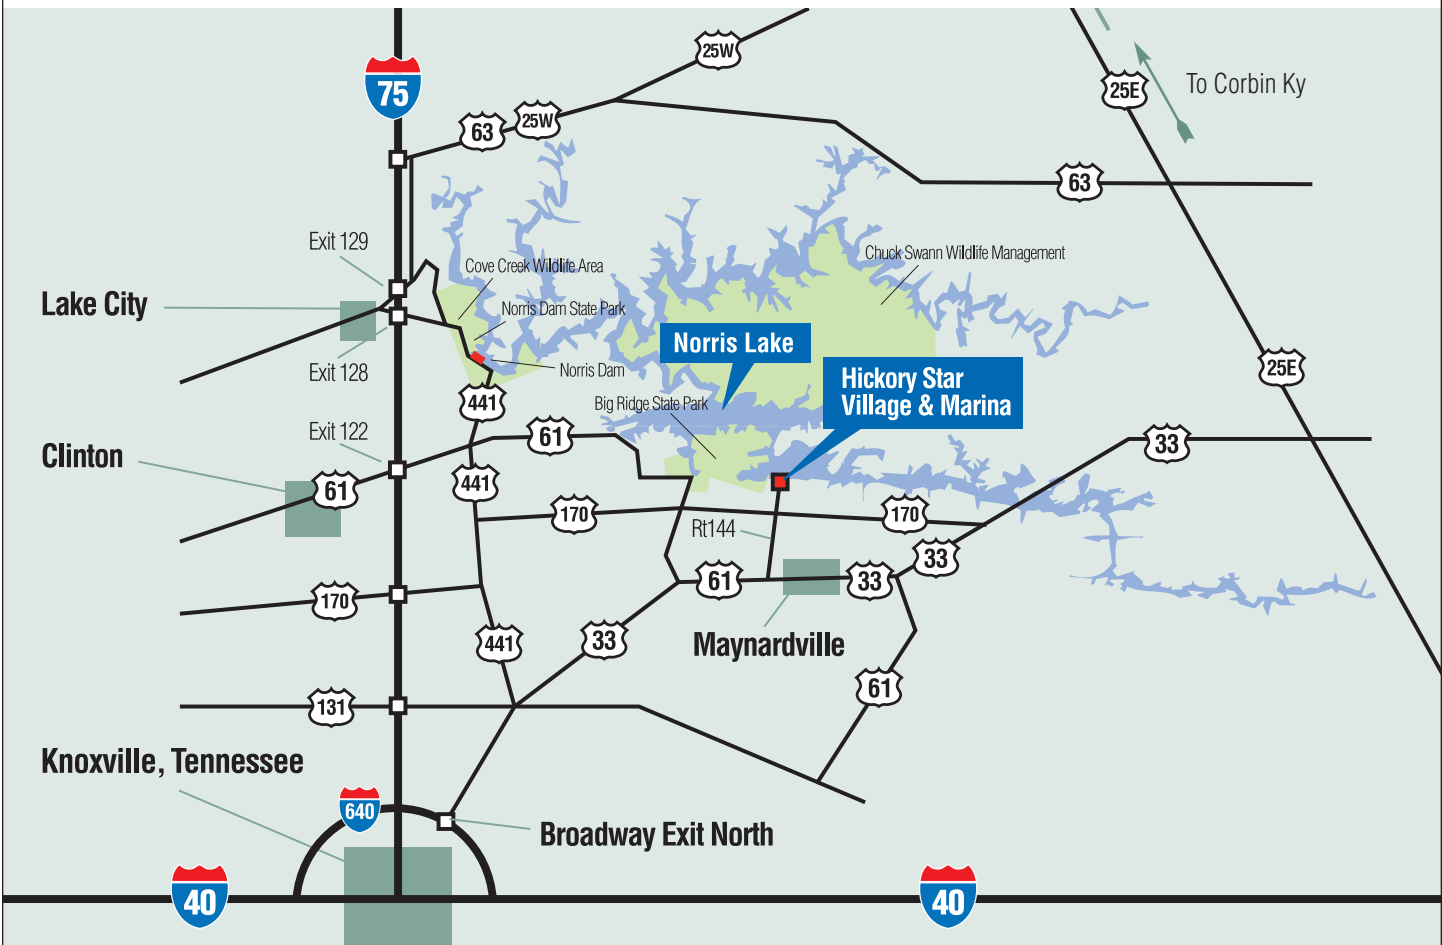 25W
75
25E
To Corbin Ky
63
25W
63
Exit 129
Chuck Swann Wildlife Management
Cove Creek Wildlife Area
Lake City
Norris Dam State Park
Norris Lake
Exit 128
Norris Dam
25E
Hickory Star
Village & Marina
441
Big Ridge State Park
Exit 122
61
33
Clinton
61
441
170
170
Rt144
33
61
33
170
441
33
Maynardville
61
131
Knoxville, Tennessee
640
Broadway Exit North
40
40